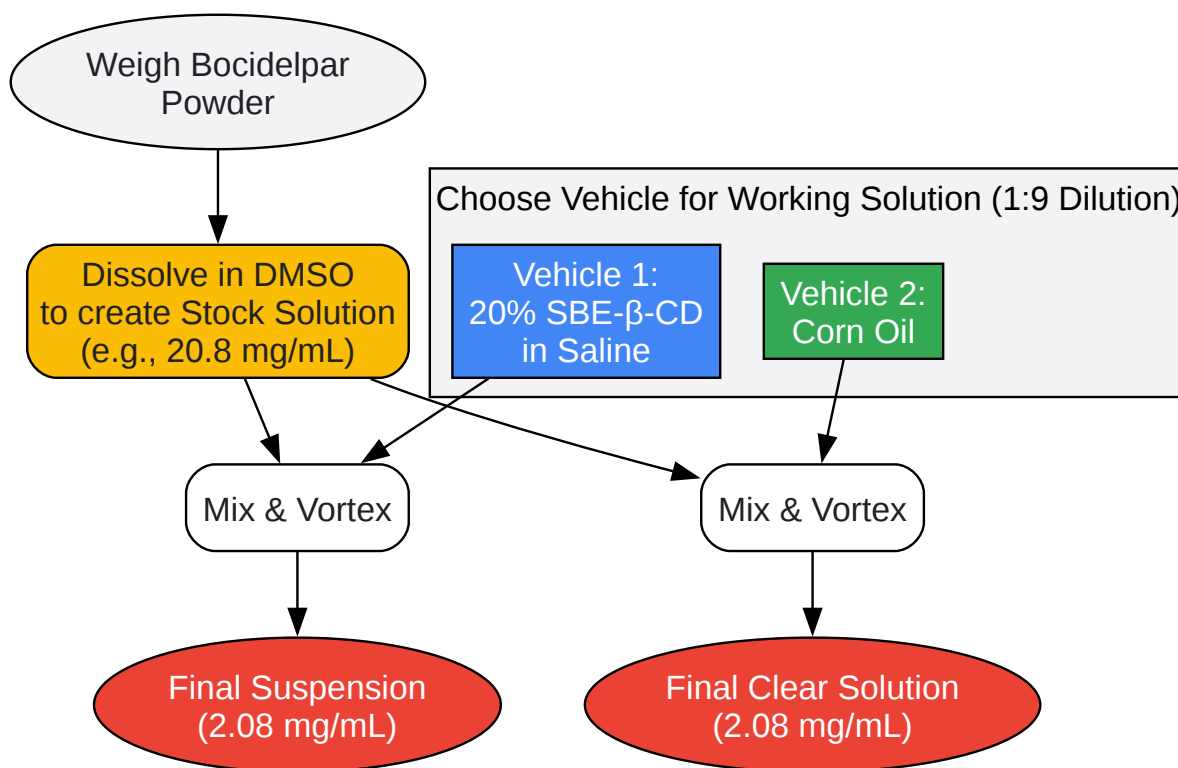 Weigh Bocidelpar
Powder
Choose Vehicle for Working Solution (1:9 Dilution)
Dissolve in DMSO
to create Stock Solution
(e.g., 20.8 mg/mL)
Vehicle 1:
20% SBE-β-CD
in Saline
Vehicle 2:
Corn Oil
Mix & Vortex
Mix & Vortex
Final Suspension
(2.08 mg/mL)
Final Clear Solution
(2.08 mg/mL)